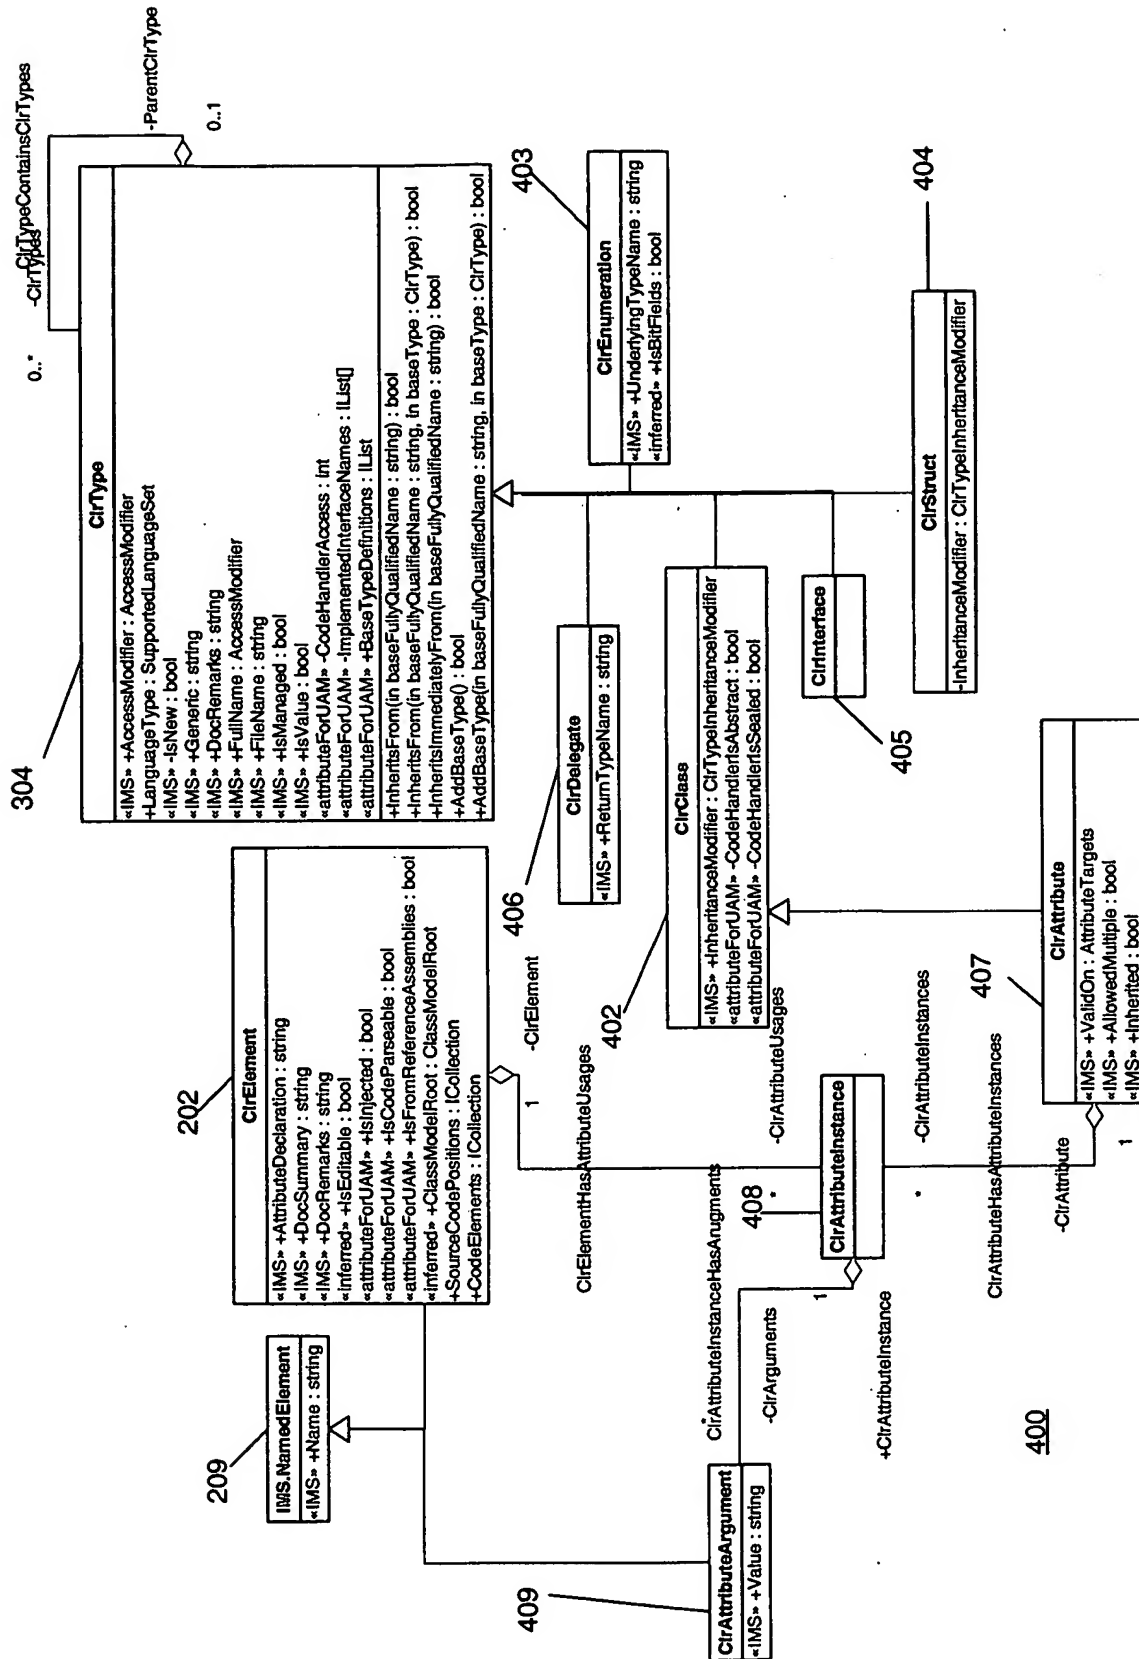 304
ClrTypeContainsClrTypes
-ClrTypes
0..*
-ParentClrType
0..1
ClrType
«IMS» +AccessModifier : AccessModifier
+LanguageType : SupportedLanguageSet
«IMS» -IsNew : bool
«IMS» +Generic : string
«IMS» +DocRemarks : string
«IMS» +FullName : AccessModifier
«IMS» +FileName : string
«IMS» +IsManaged : bool
«IMS» +IsValue : bool
«attributeForUAM» -CodeHandlerAccess : int
«attributeForUAM» -ImplementedInterfaceNames : IList[]
«attributeForUAM» +BaseTypeDefinitions : IList
+InheritsFrom(in baseFullyQualifiedName : string) : bool
+InheritsFrom(in baseFullyQualifiedName : string, in baseType : ClrType) : bool
+InheritsImmediatelyFrom(in baseFullyQualifiedName : string) : bool
+AddBaseType() : bool
+AddBaseType(in baseFullyQualifiedName : string, in baseType : ClrType) : bool
202
ClrElement
«IMS» +AttributeDeclaration : string
«IMS» +DocSummary : string
«IMS» +DocRemarks : string
«inferred» +IsEditable : bool
«attributeForUAM» +IsInjected : bool
«attributeForUAM» +IsCodeParseable : bool
«attributeForUAM» +IsFromReferenceAssemblies : bool
«inferred» +ClassModelRoot : ClassModelRoot
+SourceCodePositions : ICollection
+CodeElements : ICollection
209
IMS.NamedElement
«IMS» +Name : string
403
ClrEnumeration
«IMS» +UnderlyingTypeName : string
«inferred» +IsBitFields : bool
406
ClrDelegate
«IMS» +ReturnTypeName : string
402
ClrClass
«IMS» +InheritanceModifier : ClrTypeInheritanceModifier
«attributeForUAM» -CodeHandlerIsAbstract : bool
«attributeForUAM» -CodeHandlerIsSealed : bool
405
ClrInterface
404
ClrStruct
-InheritanceModifier : ClrTypeInheritanceModifier
-ClrElement
1
ClrElementHasAttributeUsages
-ClrAttributeUsages
*
408
ClrAttributeInstance
-ClrAttributeInstances
*
ClrAttributeHasAttributeInstances
-ClrAttribute
1
407
ClrAttribute
«IMS» +ValidOn : AttributeTargets
«IMS» +AllowedMultiple : bool
«IMS» +Inherited : bool
ClrAttributeInstanceHasArugments
*
-ClrArguments
1
+ClrAttributeInstance
409
ClrAttributeArgument
«IMS» +Value : string
400